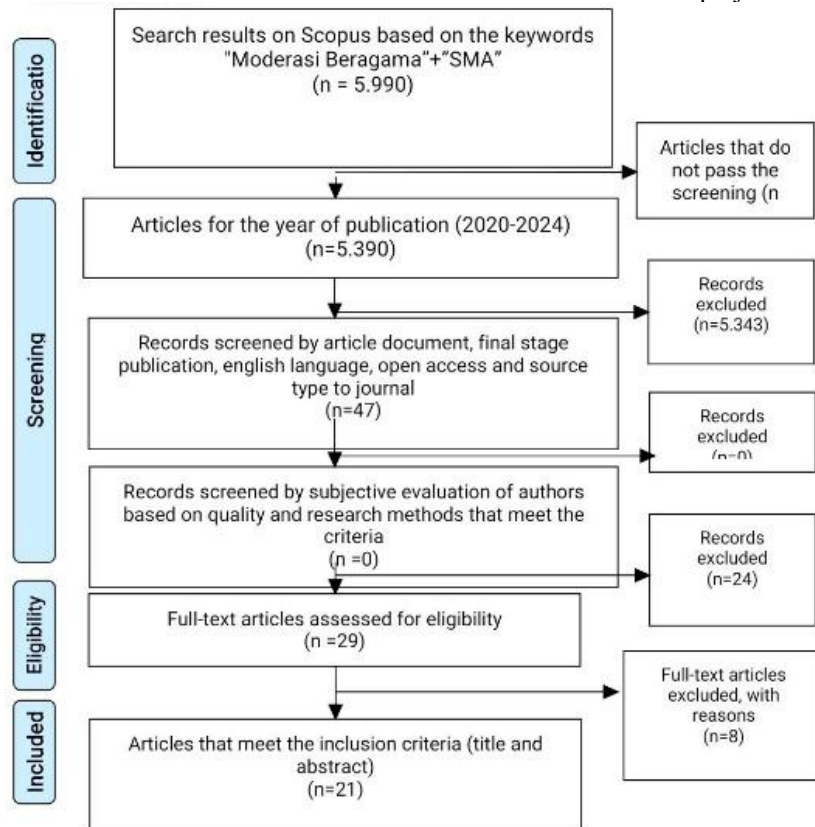 Identificatio
Search results on Scopus based on the keywords
"Moderasi Beragama"+"SMA"
(n = 5.990)
Articles that do
not pass the
screening (n
Screening
Articles for the year of publication (2020-2024)
(n=5.390)
Records
excluded
(n=5.343)
Records screened by article document, final stage
publication, english language, open access and source
type to journal
(n=47)
Records
excluded
(n=0)
Records screened by subjective evaluation of authors
based on quality and research methods that meet the
criteria
(n =0)
Records
excluded
(n=24)
Eligibility
Full-text articles assessed for eligibility
(n =29)
Full-text articles
excluded, with
reasons
(n=8)
Included
Articles that meet the inclusion criteria (title and
abstract)
(n=21)